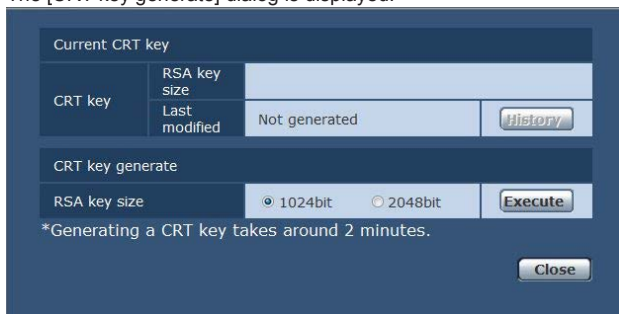 The [CRT key generate] dialog is displayed.
Current CRT key
CRT key
RSA key size
Last modified
Not generated
History
CRT key generate
RSA key size
1024bit
2048bit
Execute
*Generating a CRT key takes around 2 minutes.
Close